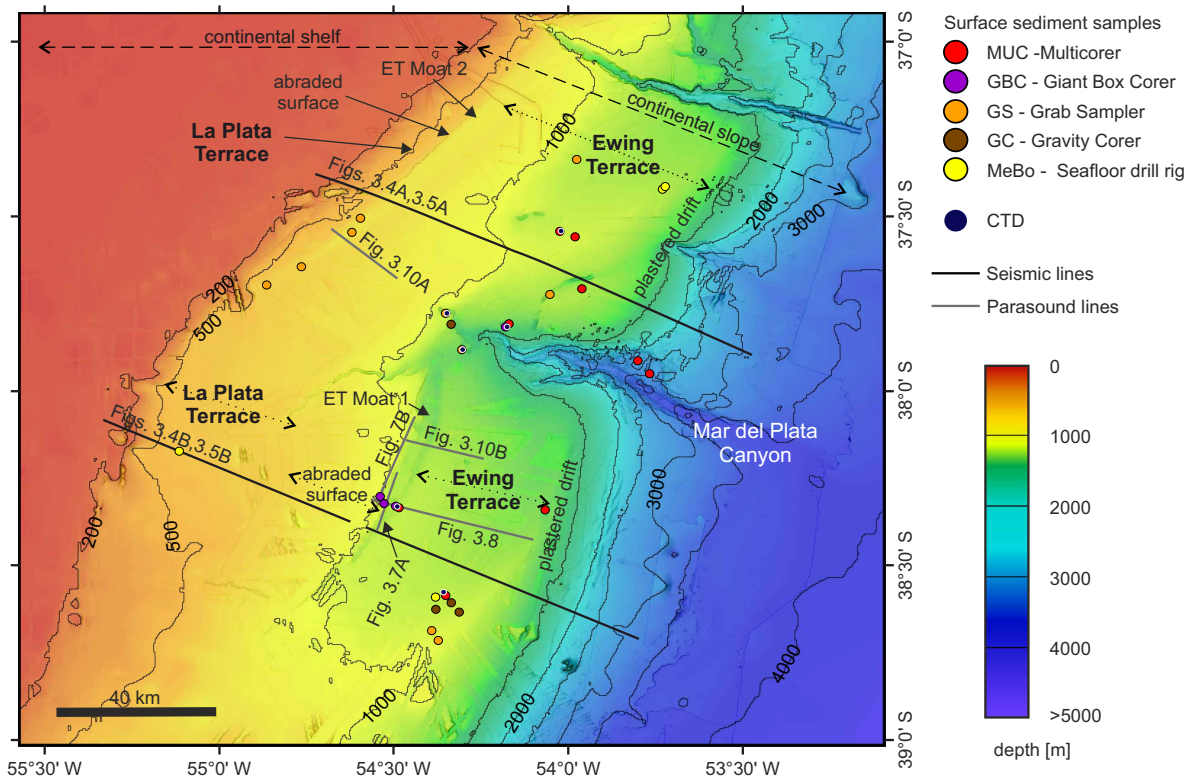 continental shelf
ET Moat 2
abraded
surface
La Plata
Terrace
1000
Ewing
Terrace
continental slope
2000
3000
Figs. 3.4A,3.5A
plastered drift
Fig. 3.10A
200
500
La Plata
Terrace
ET Moat 1
Figs. 3.4B,3.5B
Fig. 7B
Fig. 3.10B
Mar del Plata
Canyon
abraded
surface
Ewing
Terrace
plastered drift
3000
200
500
Fig. 3.8
Fig. 3.7A
4000
1000
2000
40 km
55°30' W
55°0' W
54°30' W
54°0' W
53°30' W
37°0' S
37°30' S
38°0' S
38°30' S
39°0' S
Surface sediment samples
MUC -Multicorer
GBC - Giant Box Corer
GS - Grab Sampler
GC - Gravity Corer
MeBo - Seafloor drill rig
CTD
Seismic lines
Parasound lines
0
1000
2000
3000
4000
>5000
depth [m]